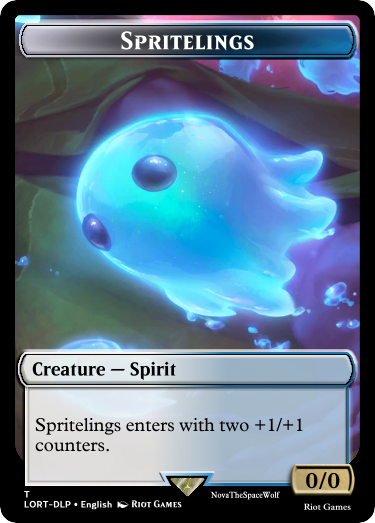 Spritelings
Creature — Spirit
Spritelings enters with two +1/+1
counters.
0/0
T
LORT-DLP • English Riot Games
NovaTheSpaceWolf
Riot Games